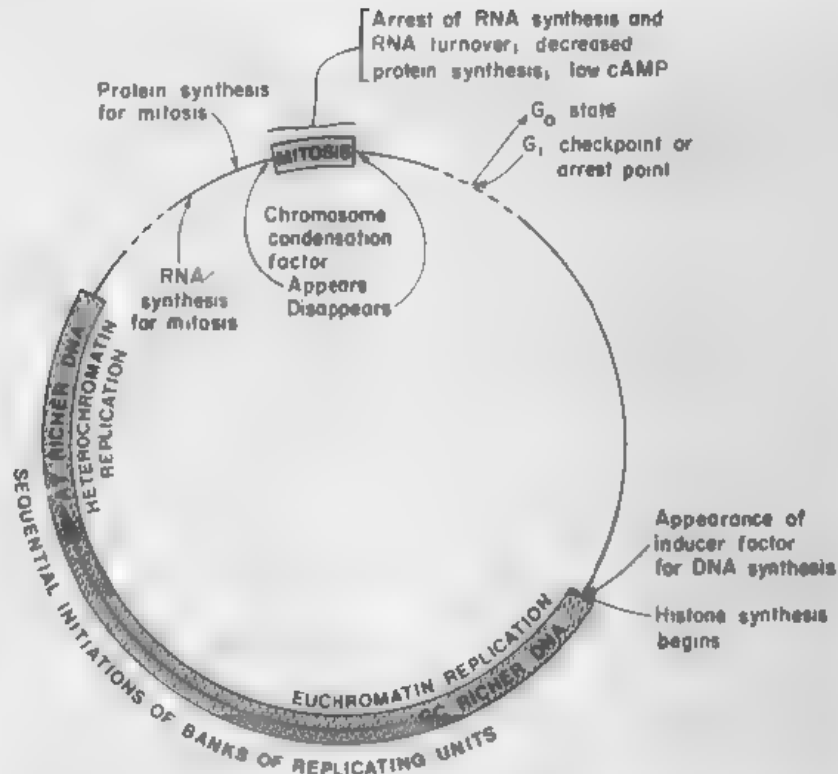 Arrest of RNA synthesis and
RNA turnover; decreased
protein synthesis; low cAMP
Protein synthesis
for mitosis
MITOSIS
G₀ state
G₁ checkpoint or
arrest point
Chromosome
condensation
factor
Appears
Disappears
RNA
synthesis
for mitosis
AT RICHER DNA
HETEROCHROMATIN
REPLICATION
SEQUENTIAL INITIATIONS OF BANKS OF REPLICATING UNITS
EUCHROMATIN REPLICATION
GC RICHER DNA
Appearance of
inducer factor
for DNA synthesis
Histone synthesis
begins